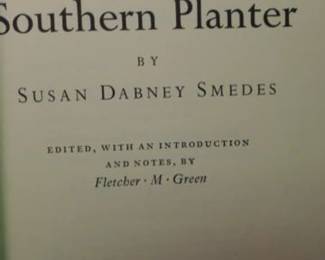 Southern Planter
BY
SUSAN DABNEY SMEDES
EDITED, WITH AN INTRODUCTION
AND NOTES, BY
Fletcher · M · Green